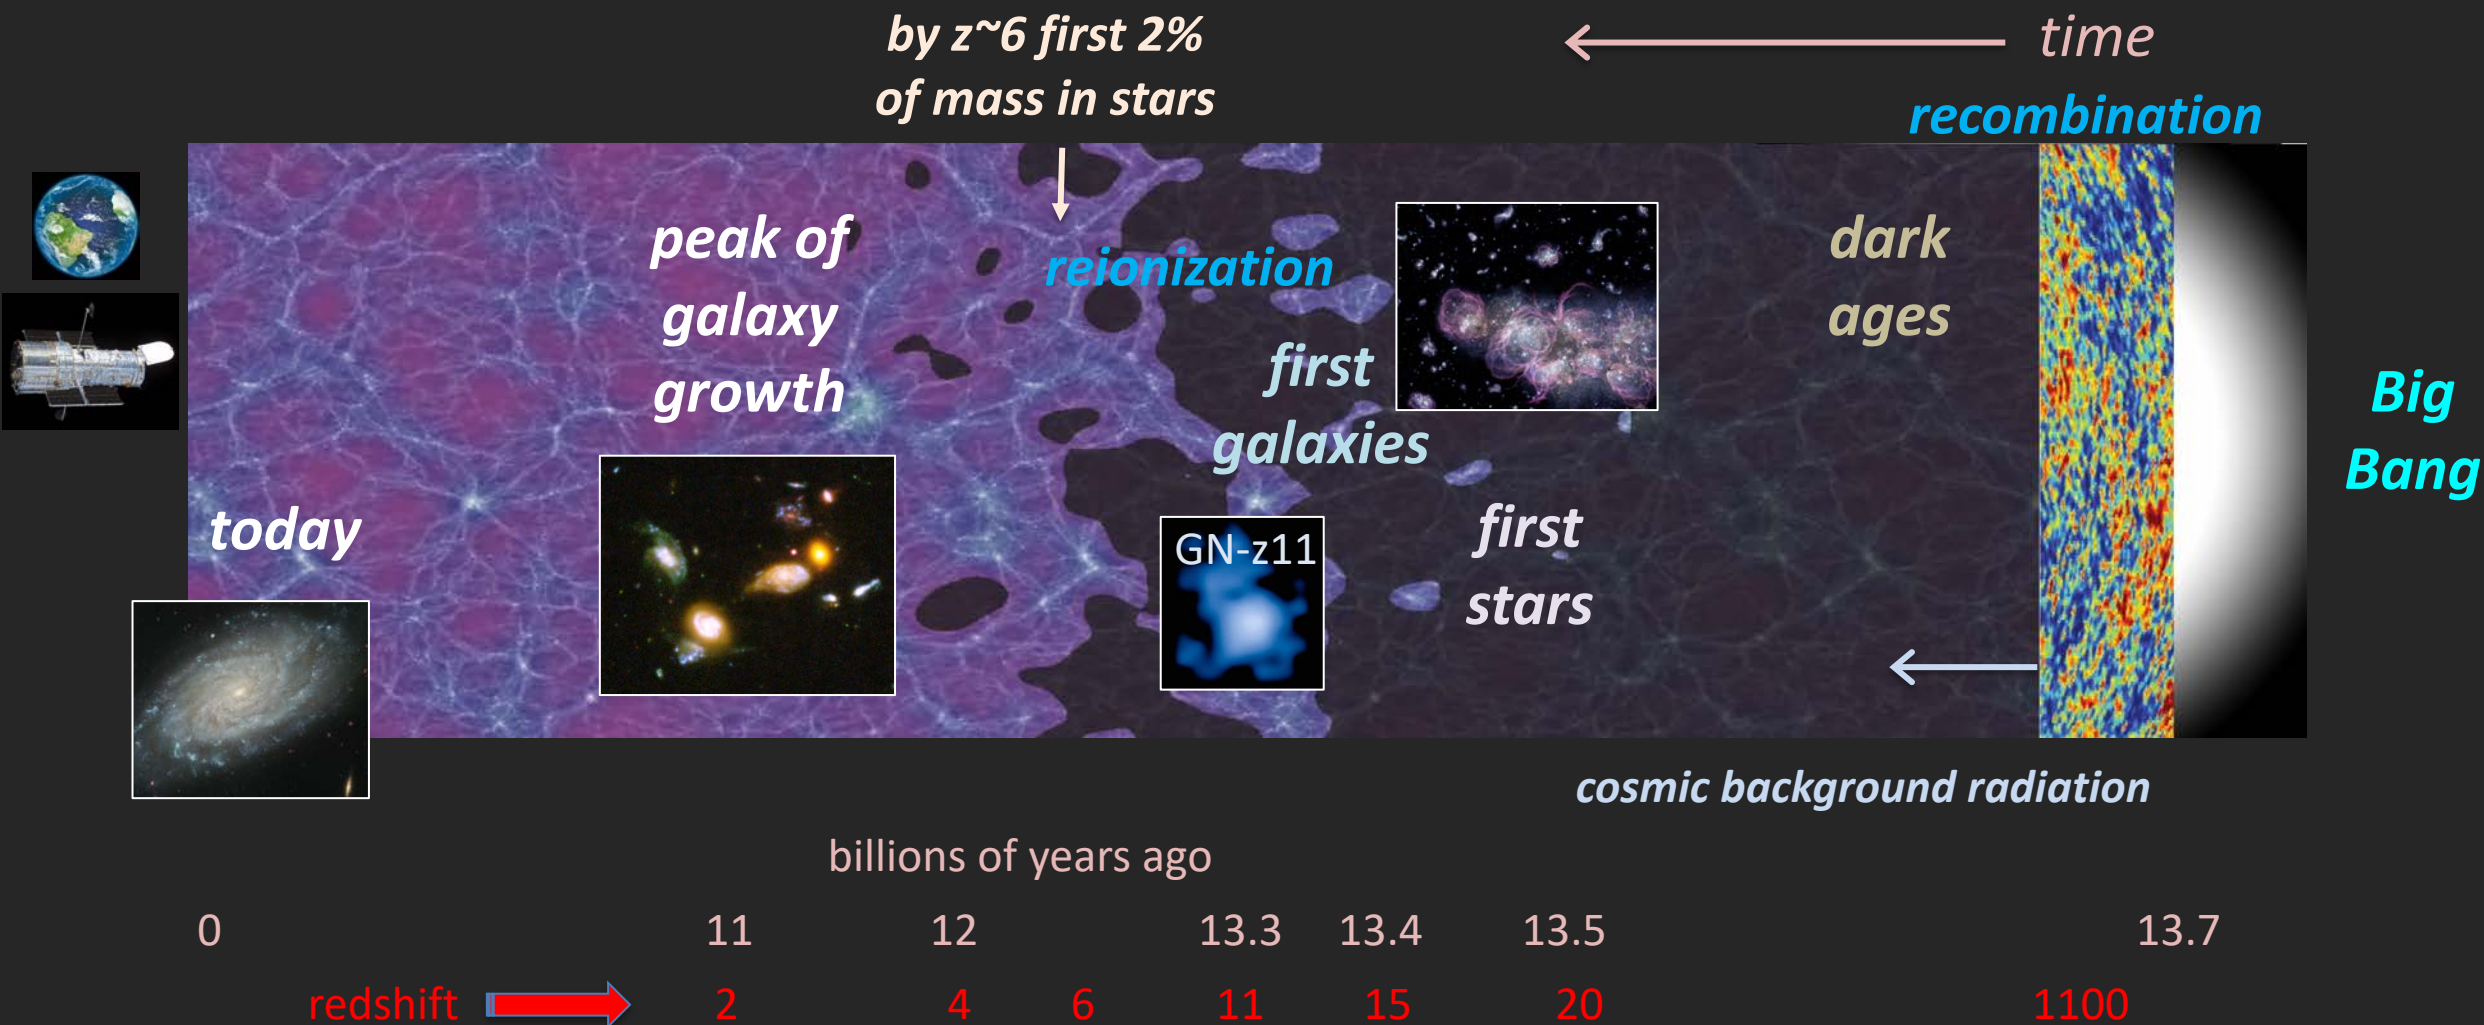 by z~6 first 2%
of mass in stars
time
recombination
peak of
galaxy
growth
reionization
dark
ages
first
galaxies
Big
Bang
today
GN-z11
first
stars
cosmic background radiation
billions of years ago
0 11 12 13.3 13.4 13.5 13.7
redshift 2 4 6 11 15 20 1100